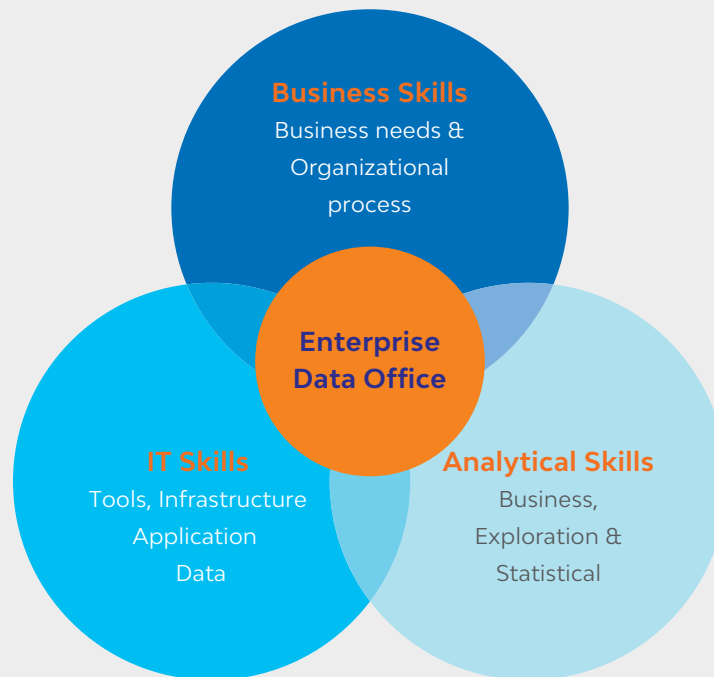 Business Skills
Business needs &
Organizational
process
Enterprise
Data Office
IT Skills
Tools, Infrastructure
Application
Data
Analytical Skills
Business,
Exploration &
Statistical